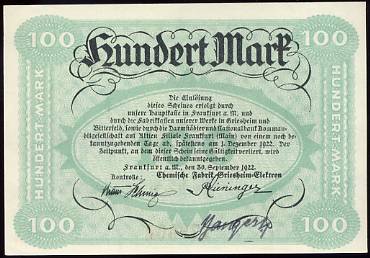 100 100
Hundert Mark
HUNDERT-MARK
HUNDERT-MARK
Die Einlösung
dieses Scheines erfolgt durch
unsere Hauptkasse in Frankfurt a. M. und
durch die Fabrikkassen unserer Werke in Griesheim und
Bitterfeld, sowie durch die Darmstädter und Nationalbank Kommandit-
gesellschaft auf Aktien Filiale Frankfurt (Main) von einem noch be-
kanntzugebenden Tage ab, spätestens am 1. Dezember 1922. Der
Zeitpunkt, an dem dieser Schein seine Gültigkeit verliert, wird
öffentlich bekanntgegeben.
Frankfurt a. M., den 30. September 1922.
Kontrolle: Chemische Fabrik Griesheim-Elektron
100 100